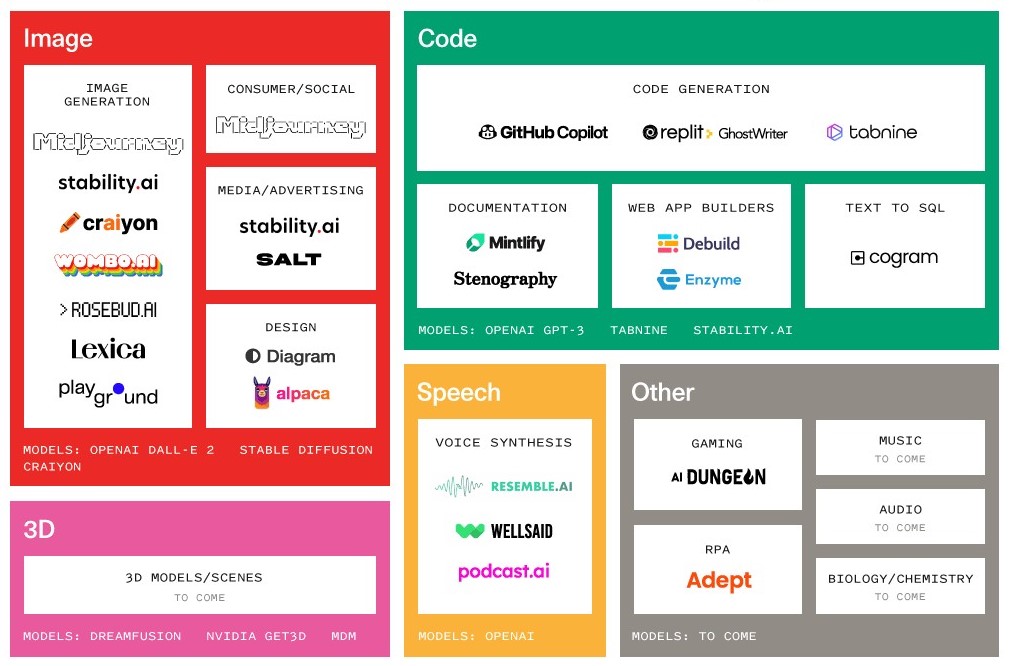 Image
IMAGE
GENERATION
Midjourney
stability.ai
craiyon
WOMBO.AI
>ROSEBUD.AI
Lexica
playground
CONSUMER/SOCIAL
Midjourney
MEDIA/ADVERTISING
stability.ai
SALT
DESIGN
Diagram
alpaca
MODELS: OPENAI DALL-E 2 STABLE DIFFUSION
CRAIYON
Code
CODE GENERATION
GitHub Copilot replit GhostWriter tabnine
DOCUMENTATION
Mintlify
Stenography
WEB APP BUILDERS
Debuild
Enzyme
TEXT TO SQL
cogram
MODELS: OPENAI GPT-3 TABNINE STABILITY.AI
3D
3D MODELS/SCENES
TO COME
MODELS: DREAMFUSION NVIDIA GET3D MDM
Speech
VOICE SYNTHESIS
RESEMBLE.AI
WELLSAID
podcast.ai
MODELS: OPENAI
Other
GAMING
AI DUNGEON
RPA
Adept
MUSIC
TO COME
AUDIO
TO COME
BIOLOGY/CHEMISTRY
TO COME
MODELS: TO COME